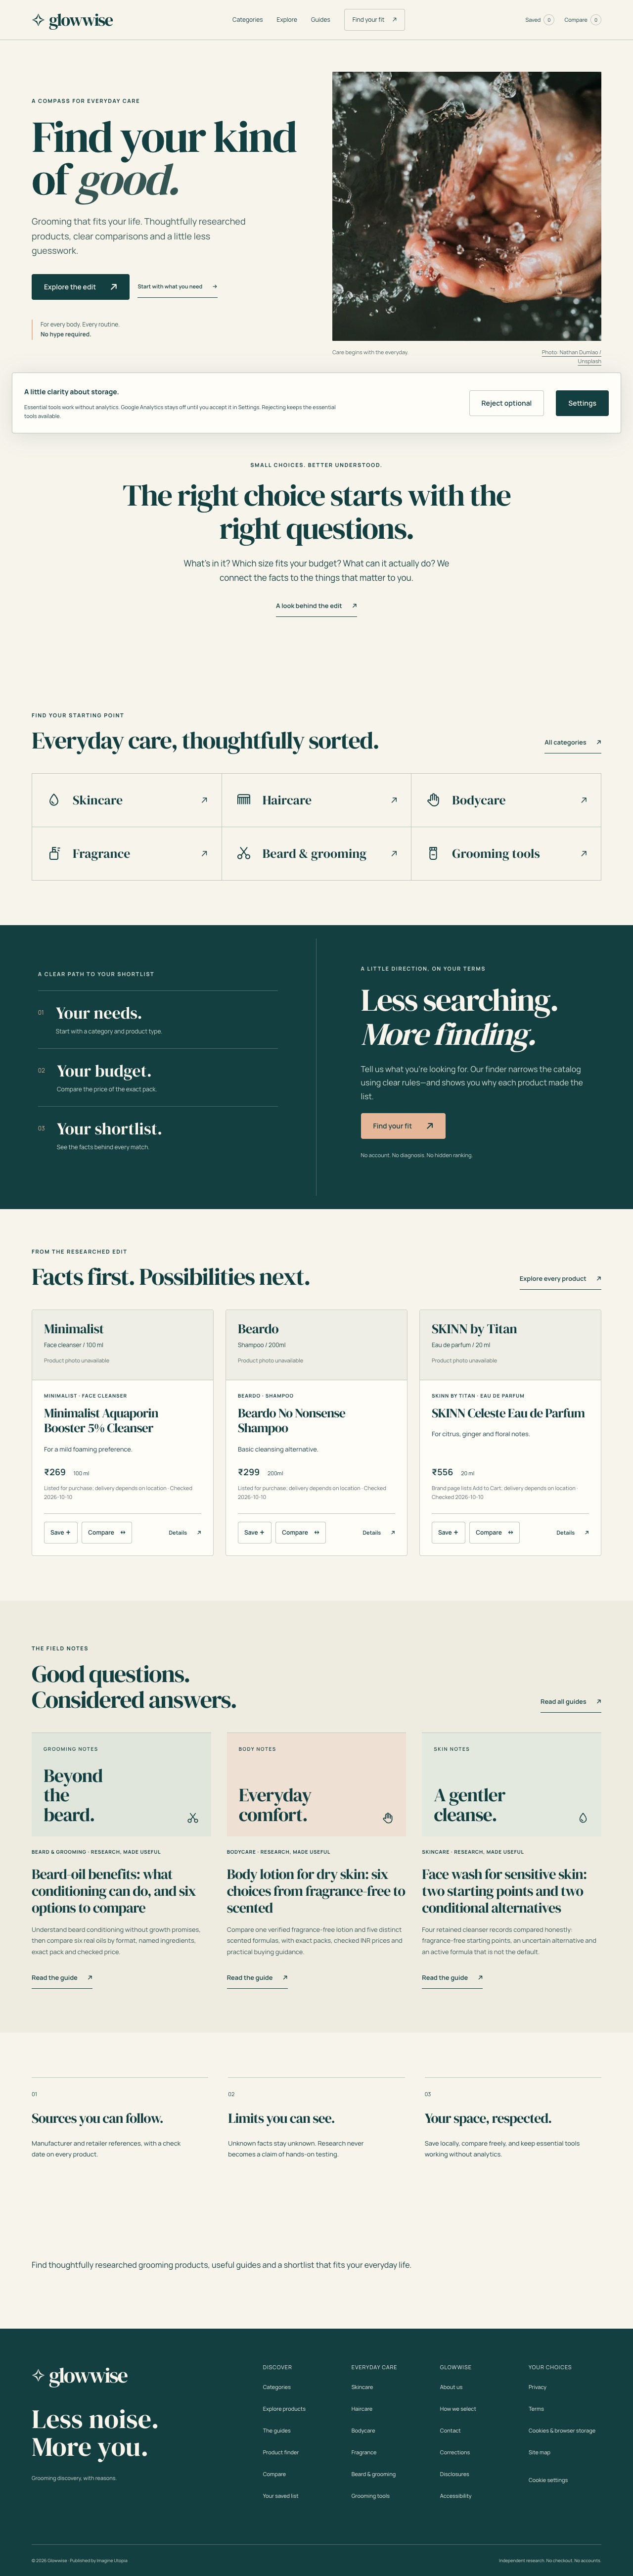 glowwise
Categories
Explore
Guides
Find your fit
Saved 0
Compare 0
A COMPASS FOR EVERYDAY CARE
Find your kind
of good.
Grooming that fits your life. Thoughtfully researched
products, clear comparisons and a little less
guesswork.
Explore the edit
Start with what you need
For every body. Every routine.
No hype required.
Care begins with the everyday.
Photo: Nathan Dumlao /
Unsplash
A little clarity about storage.
Essential tools work without analytics. Google Analytics stays off until you accept it in Settings. Rejecting keeps the essential
tools available.
Reject optional
Settings
SMALL CHOICES. BETTER UNDERSTOOD.
The right choice starts with the
right questions.
What's in it? Which size fits your budget? What can it actually do? We
connect the facts to the things that matter to you.
A look behind the edit
FIND YOUR STARTING POINT
Everyday care, thoughtfully sorted.
All categories
Skincare
Haircare
Bodycare
Fragrance
Beard & grooming
Grooming tools
A CLEAR PATH TO YOUR SHORTLIST
01 Your needs.
Start with a category and product type.
02 Your budget.
Compare the price of the exact pack.
03 Your shortlist.
See the facts behind every match.
A LITTLE DIRECTION, ON YOUR TERMS
Less searching.
More finding.
Tell us what you're looking for. Our finder narrows the catalog
using clear rules—and shows you why each product made the
list.
Find your fit
No account. No diagnosis. No hidden ranking.
FROM THE RESEARCHED EDIT
Facts first. Possibilities next.
Explore every product
Minimalist
Face cleanser / 100 ml
Product photo unavailable
MINIMALIST · FACE CLEANSER
Minimalist Aquaporin
Booster 5% Cleanser
For a mild foaming preference.
₹269 100 ml
Listed for purchase; delivery depends on location · Checked
2026-10-10
Save +
Compare
Details
Beardo
Shampoo / 200ml
Product photo unavailable
BEARDO · SHAMPOO
Beardo No Nonsense
Shampoo
Basic cleansing alternative.
₹299 200ml
Listed for purchase; delivery depends on location · Checked
2026-10-10
Save +
Compare
Details
SKINN by Titan
Eau de parfum / 20 ml
Product photo unavailable
SKINN BY TITAN · EAU DE PARFUM
SKINN Celeste Eau de Parfum
For citrus, ginger and floral notes.
₹556 20 ml
Brand page lists Add to Cart; delivery depends on location ·
Checked 2026-10-10
Save +
Compare
Details
THE FIELD NOTES
Good questions.
Considered answers.
Read all guides
GROOMING NOTES
Beyond
the
beard.
BEARD & GROOMING · RESEARCH, MADE USEFUL
Beard-oil benefits: what
conditioning can do, and six
options to compare
Understand beard conditioning without growth promises,
then compare six real oils by format, named ingredients,
exact pack and checked price.
Read the guide
BODY NOTES
Everyday
comfort.
BODYCARE · RESEARCH, MADE USEFUL
Body lotion for dry skin: six
choices from fragrance-free to
scented
Compare one verified fragrance-free lotion and five distinct
scented formulas, with exact packs, checked INR prices and
practical buying guidance.
Read the guide
SKIN NOTES
A gentler
cleanse.
SKINCARE · RESEARCH, MADE USEFUL
Face wash for sensitive skin:
two starting points and two
conditional alternatives
Four retained cleanser records compared honestly:
fragrance-free starting points, an uncertain alternative and
an active formula that is not the default.
Read the guide
01
Sources you can follow.
Manufacturer and retailer references, with a check
date on every product.
02
Limits you can see.
Unknown facts stay unknown. Research never
becomes a claim of hands-on testing.
03
Your space, respected.
Save locally, compare freely, and keep essential tools
working without analytics.
Find thoughtfully researched grooming products, useful guides and a shortlist that fits your everyday life.
glowwise
Less noise.
More you.
Grooming discovery, with reasons.
DISCOVER
Categories
Explore products
The guides
Product finder
Compare
Your saved list
EVERYDAY CARE
Skincare
Haircare
Bodycare
Fragrance
Beard & grooming
Grooming tools
GLOWWISE
About us
How we select
Contact
Corrections
Disclosures
Accessibility
YOUR CHOICES
Privacy
Terms
Cookies & browser storage
Site map
Cookie settings
© 2026 Glowwise · Published by Imagine Utopia
Independent research. No checkout. No accounts.